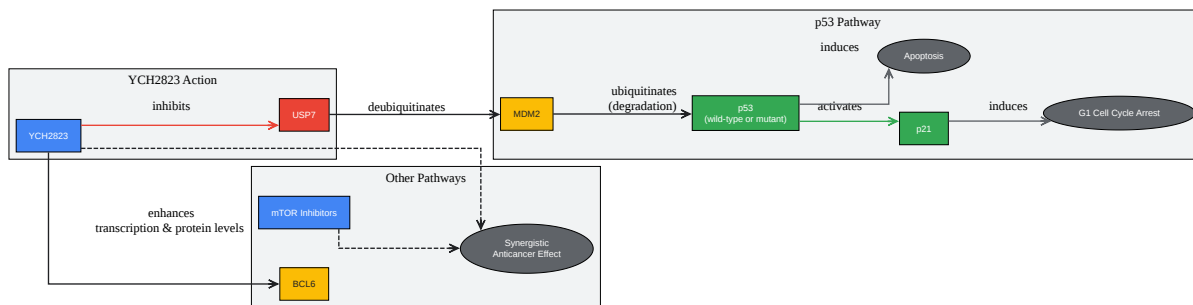 p53 Pathway
induces
Apoptosis
YCH2823 Action
inhibits
USP7
YCH2823
deubiquitinates
MDM2
ubiquitinates
(degradation)
p53
(wild-type or mutant)
activates
p21
induces
G1 Cell Cycle Arrest
Other Pathways
mTOR Inhibitors
enhances
transcription & protein levels
Synergistic
Anticancer Effect
BCL6